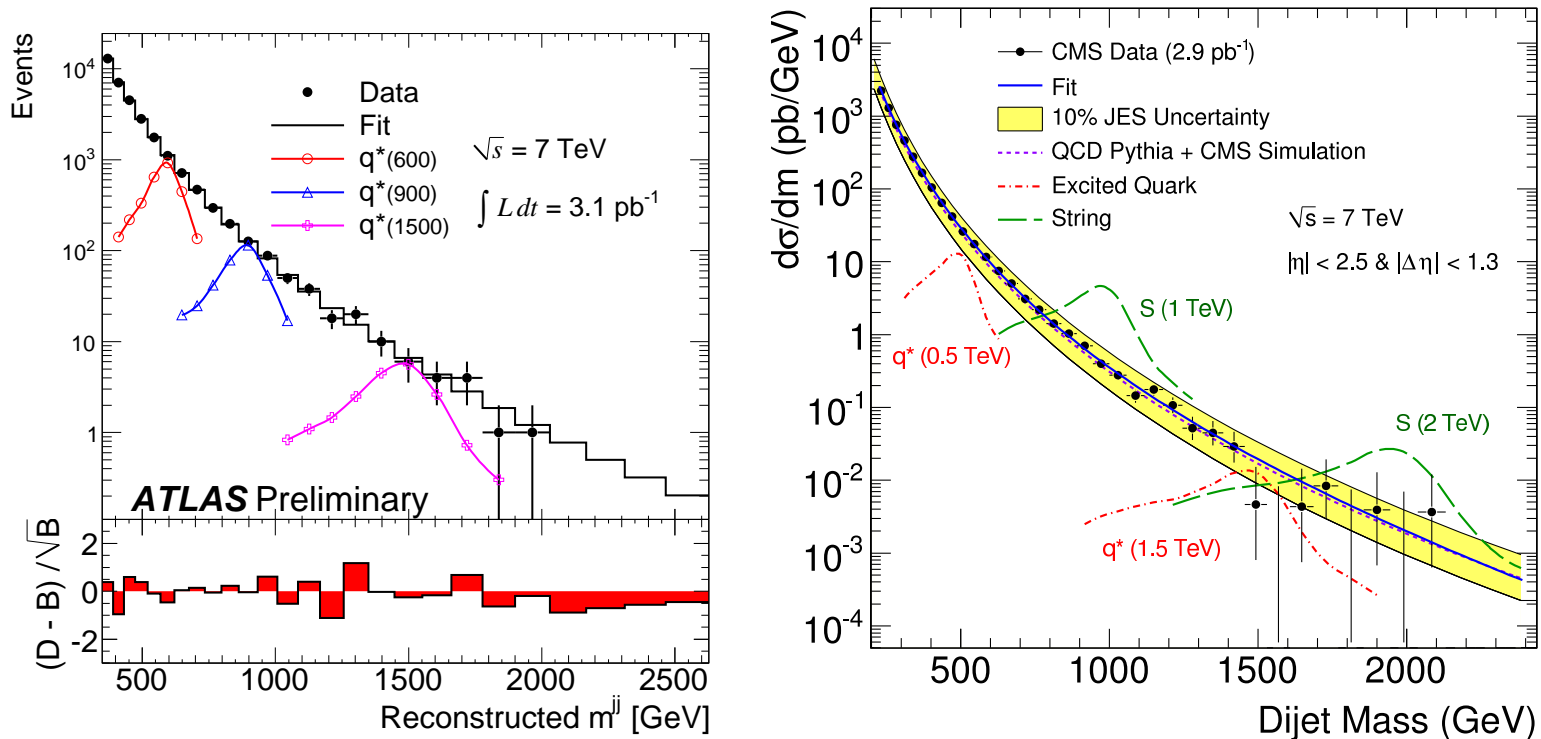 Events
10⁴
10³
10²
10
1
Data
Fit
q*(600)
q*(900)
q*(1500)
√s = 7 TeV
∫ L dt = 3.1 pb⁻¹
ATLAS Preliminary
(D - B) / √B
2
0
-2
500 1000 1500 2000 2500
Reconstructed m^jj [GeV]
dσ/dm (pb/GeV)
10⁴
10³
10²
10
1
10⁻¹
10⁻²
10⁻³
10⁻⁴
CMS Data (2.9 pb⁻¹)
Fit
10% JES Uncertainty
QCD Pythia + CMS Simulation
Excited Quark
String
√s = 7 TeV
|η| < 2.5 & |Δη| < 1.3
S (1 TeV)
q* (0.5 TeV)
S (2 TeV)
q* (1.5 TeV)
500 1000 1500 2000
Dijet Mass (GeV)